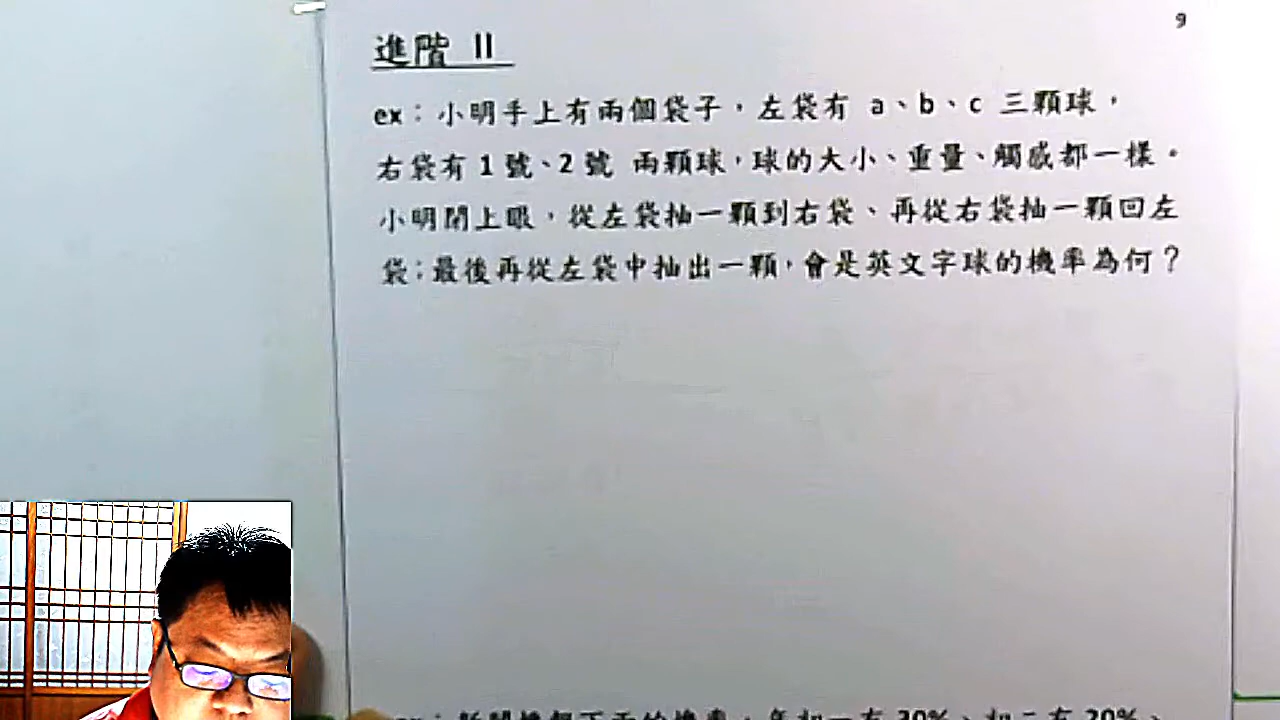 9
進階 II
ex：小明手上有兩個袋子，左袋有 a、b、c 三顆球，
右袋有 1 號、2 號 兩顆球，球的大小、重量、觸感都一樣。
小明閉上眼，從左袋抽一顆到右袋、再從右袋抽一顆回左
袋；最後再從左袋中抽出一顆，會是英文字球的機率為何？